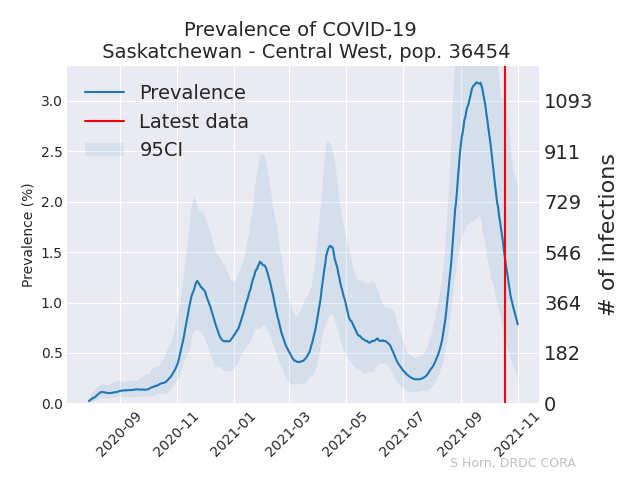 Prevalence of COVID-19
Saskatchewan - Central West, pop. 36454
Prevalence
Latest data
95CI
Prevalence (%)
3.0
2.5
2.0
1.5
1.0
0.5
0.0
1093
911
729
546
364
182
0
# of infections
2020-09
2020-11
2021-01
2021-03
2021-05
2021-07
2021-09
2021-11
S Horn, DRDC CORA